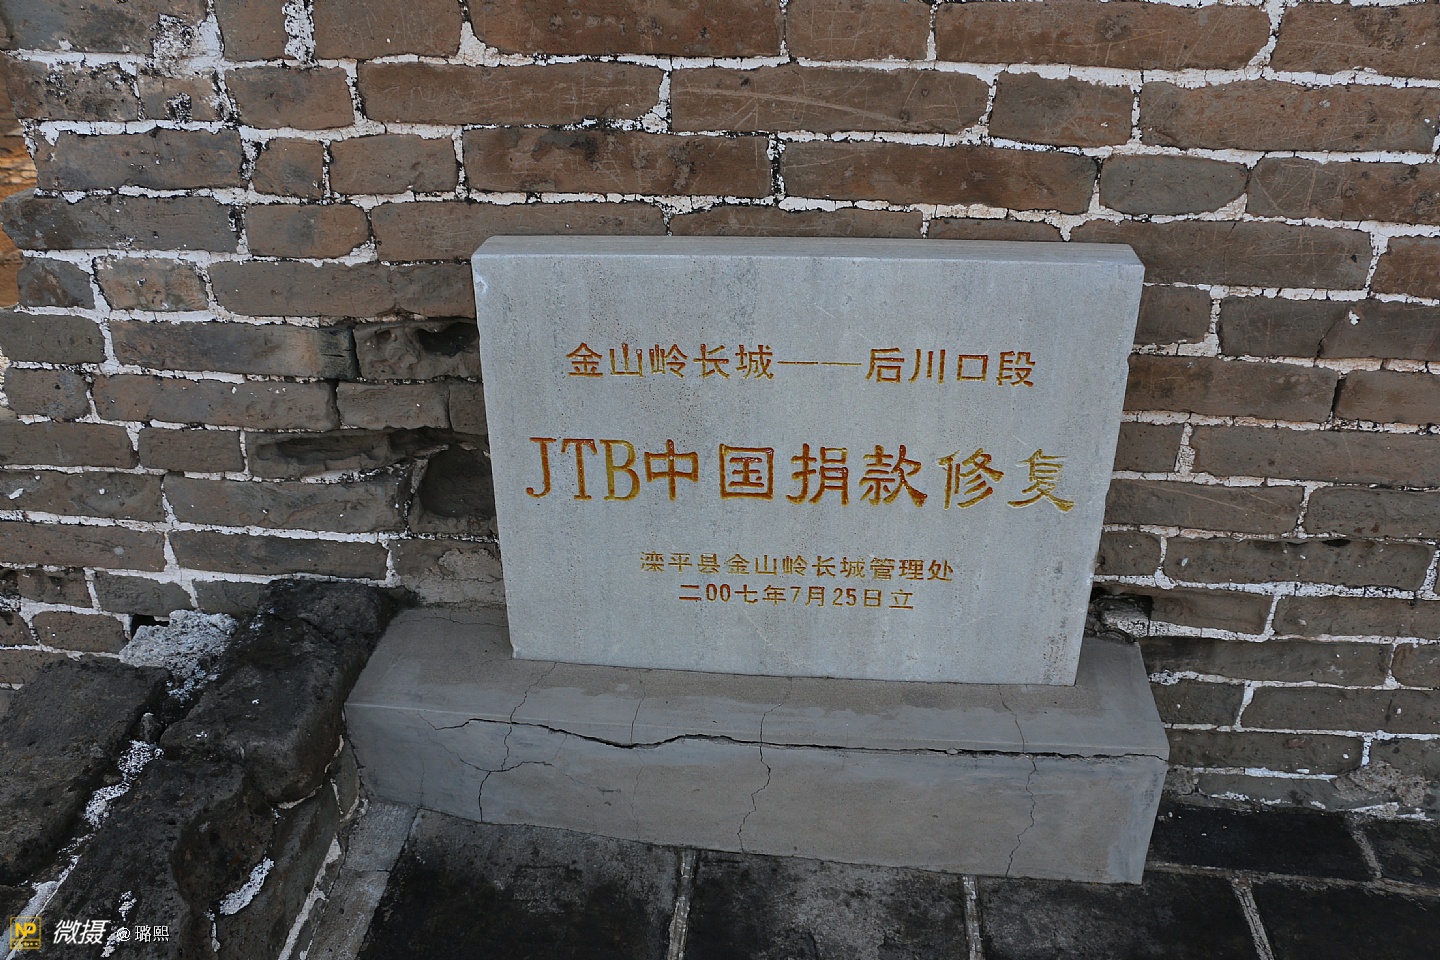 金山岭长城——后川口段
JTB中国捐款修复
滦平县金山岭长城管理处
二00七年7月25日立
NP 微摄 @璐熙